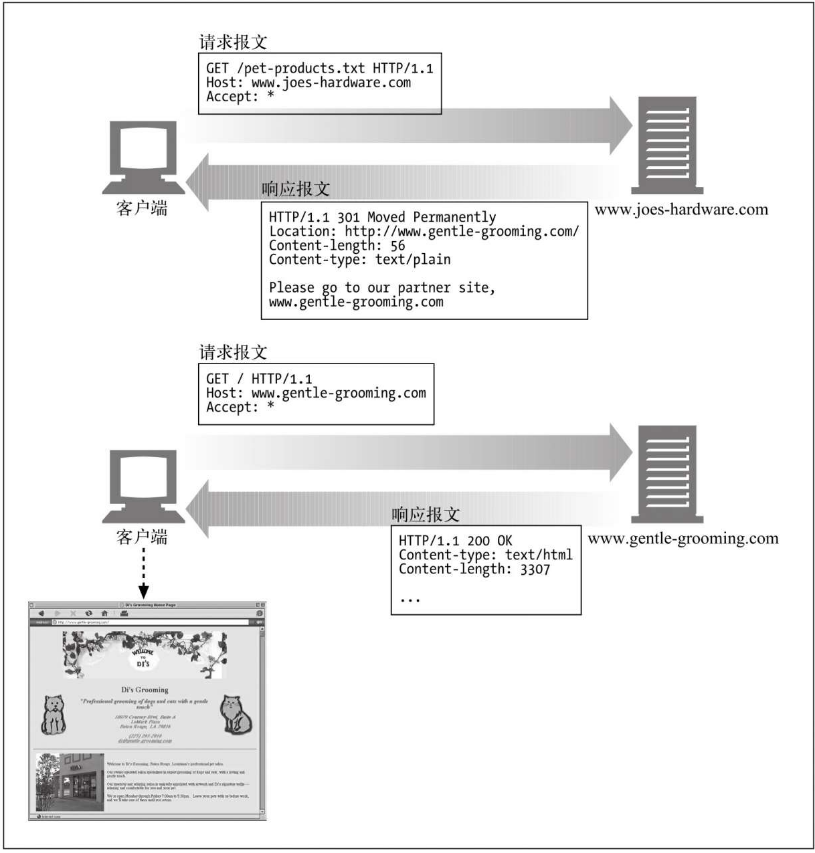 请求报文
GET /pet-products.txt HTTP/1.1
Host: www.joes-hardware.com
Accept: *
客户端
www.joes-hardware.com
响应报文
HTTP/1.1 301 Moved Permanently
Location: http://www.gentle-grooming.com/
Content-length: 56
Content-type: text/plain
Please go to our partner site,
www.gentle-grooming.com
请求报文
GET / HTTP/1.1
Host: www.gentle-grooming.com
Accept: *
客户端
www.gentle-grooming.com
响应报文
HTTP/1.1 200 OK
Content-type: text/html
Content-length: 3307
...
Di's Grooming Home Page
WELCOME
TO
DI'S
Di's Grooming
"Professional grooming of dogs and cats with a gentle
touch"